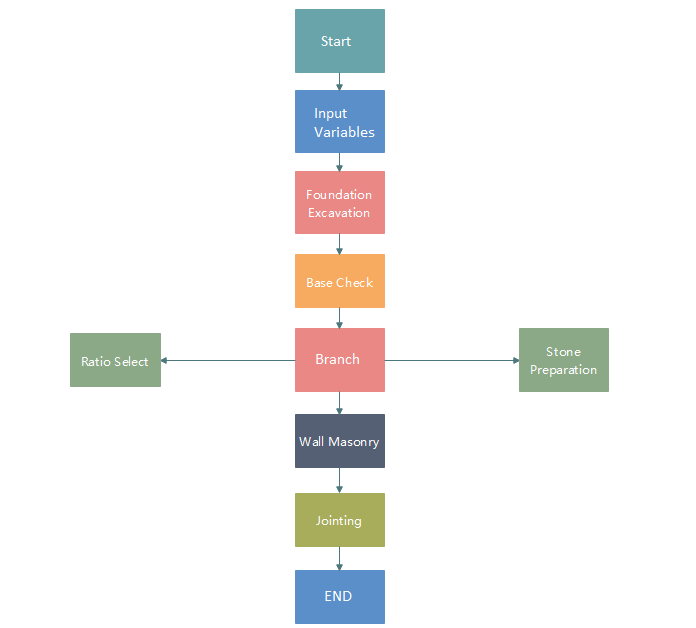 Start
Input
Variables
Foundation
Excavation
Base Check
Ratio Select
Branch
Stone
Preparation
Wall Masonry
Jointing
END